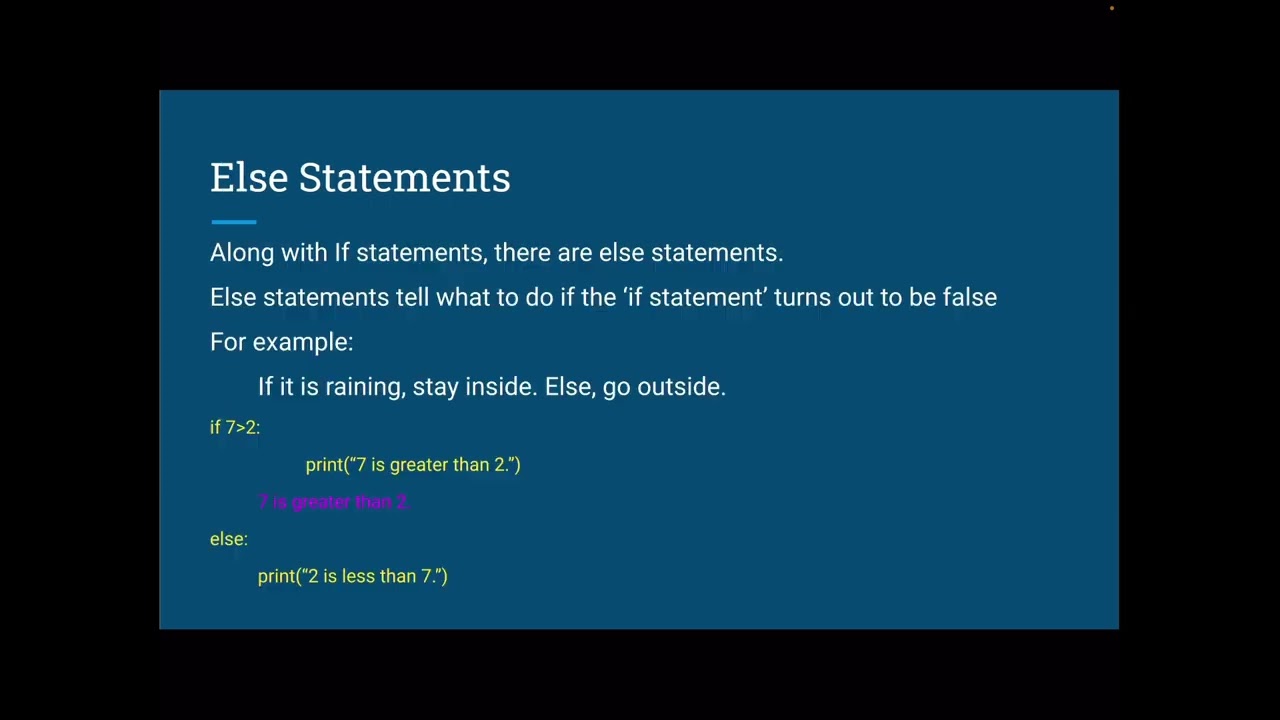 Else Statements
Along with If statements, there are else statements.
Else statements tell what to do if the ‘if statement’ turns out to be false
For example:
If it is raining, stay inside. Else, go outside.
if 7>2:
print(“7 is greater than 2.”)
7 is greater than 2.
else:
print(“2 is less than 7.”)